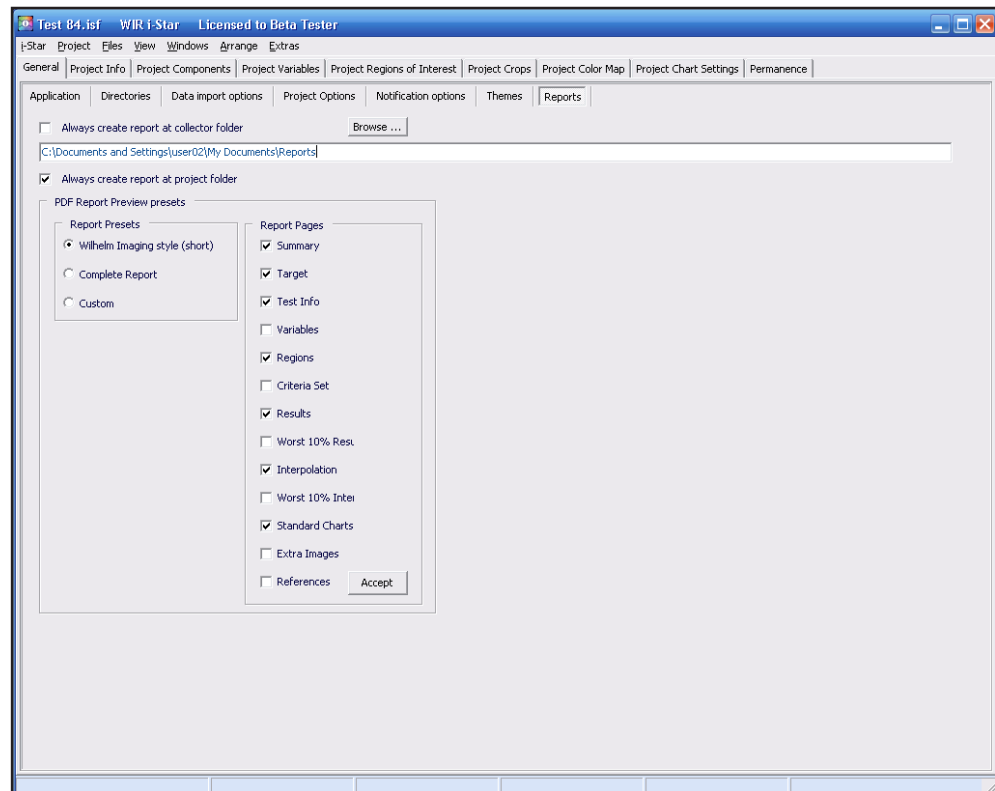 Test 84.isf WIR i-Star Licensed to Beta Tester
i-Star Project Files View Windows Arrange Extras
General Project Info Project Components Project Variables Project Regions of Interest Project Crops Project Color Map Project Chart Settings Permanence
Application Directories Data import options Project Options Notification options Themes Reports
Always create report at collector folder Browse ...
C:\Documents and Settings\user02\My Documents\Reports
Always create report at project folder
PDF Report Preview presets
Report Presets
Wilhelm Imaging style (short)
Complete Report
Custom
Report Pages
Summary
Target
Test Info
Variables
Regions
Criteria Set
Results
Worst 10% Resu
Interpolation
Worst 10% Inter
Standard Charts
Extra Images
References Accept